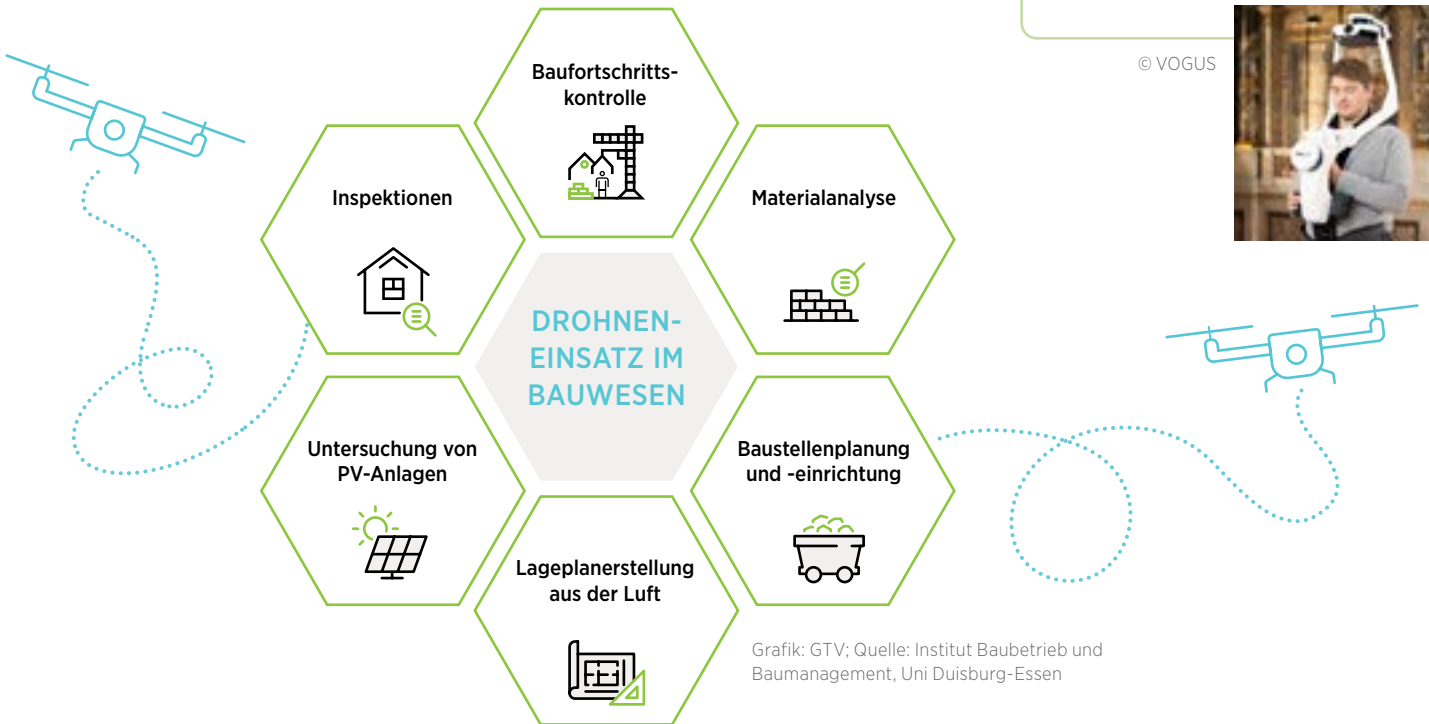 © VOGUS
Baufortschritts-
kontrolle
Inspektionen
Materialanalyse
DROHNEN-
EINSATZ IM
BAUWESEN
Untersuchung von
PV-Anlagen
Baustellenplanung
und -einrichtung
Lageplanerstellung
aus der Luft
Grafik: GTV; Quelle: Institut Baubetrieb und
Baumanagement, Uni Duisburg-Essen